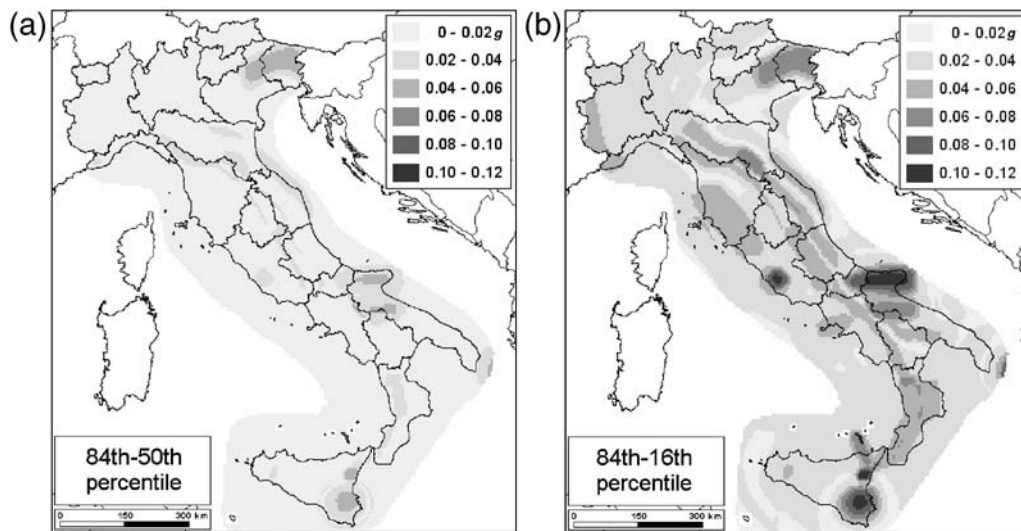 (a)
0 - 0.02g
0.02 - 0.04
0.04 - 0.06
0.06 - 0.08
0.08 - 0.10
0.10 - 0.12
84th-50th
percentile
0 150 300 km
(b)
0 - 0.02g
0.02 - 0.04
0.04 - 0.06
0.06 - 0.08
0.08 - 0.10
0.10 - 0.12
84th-16th
percentile
0 150 300 km